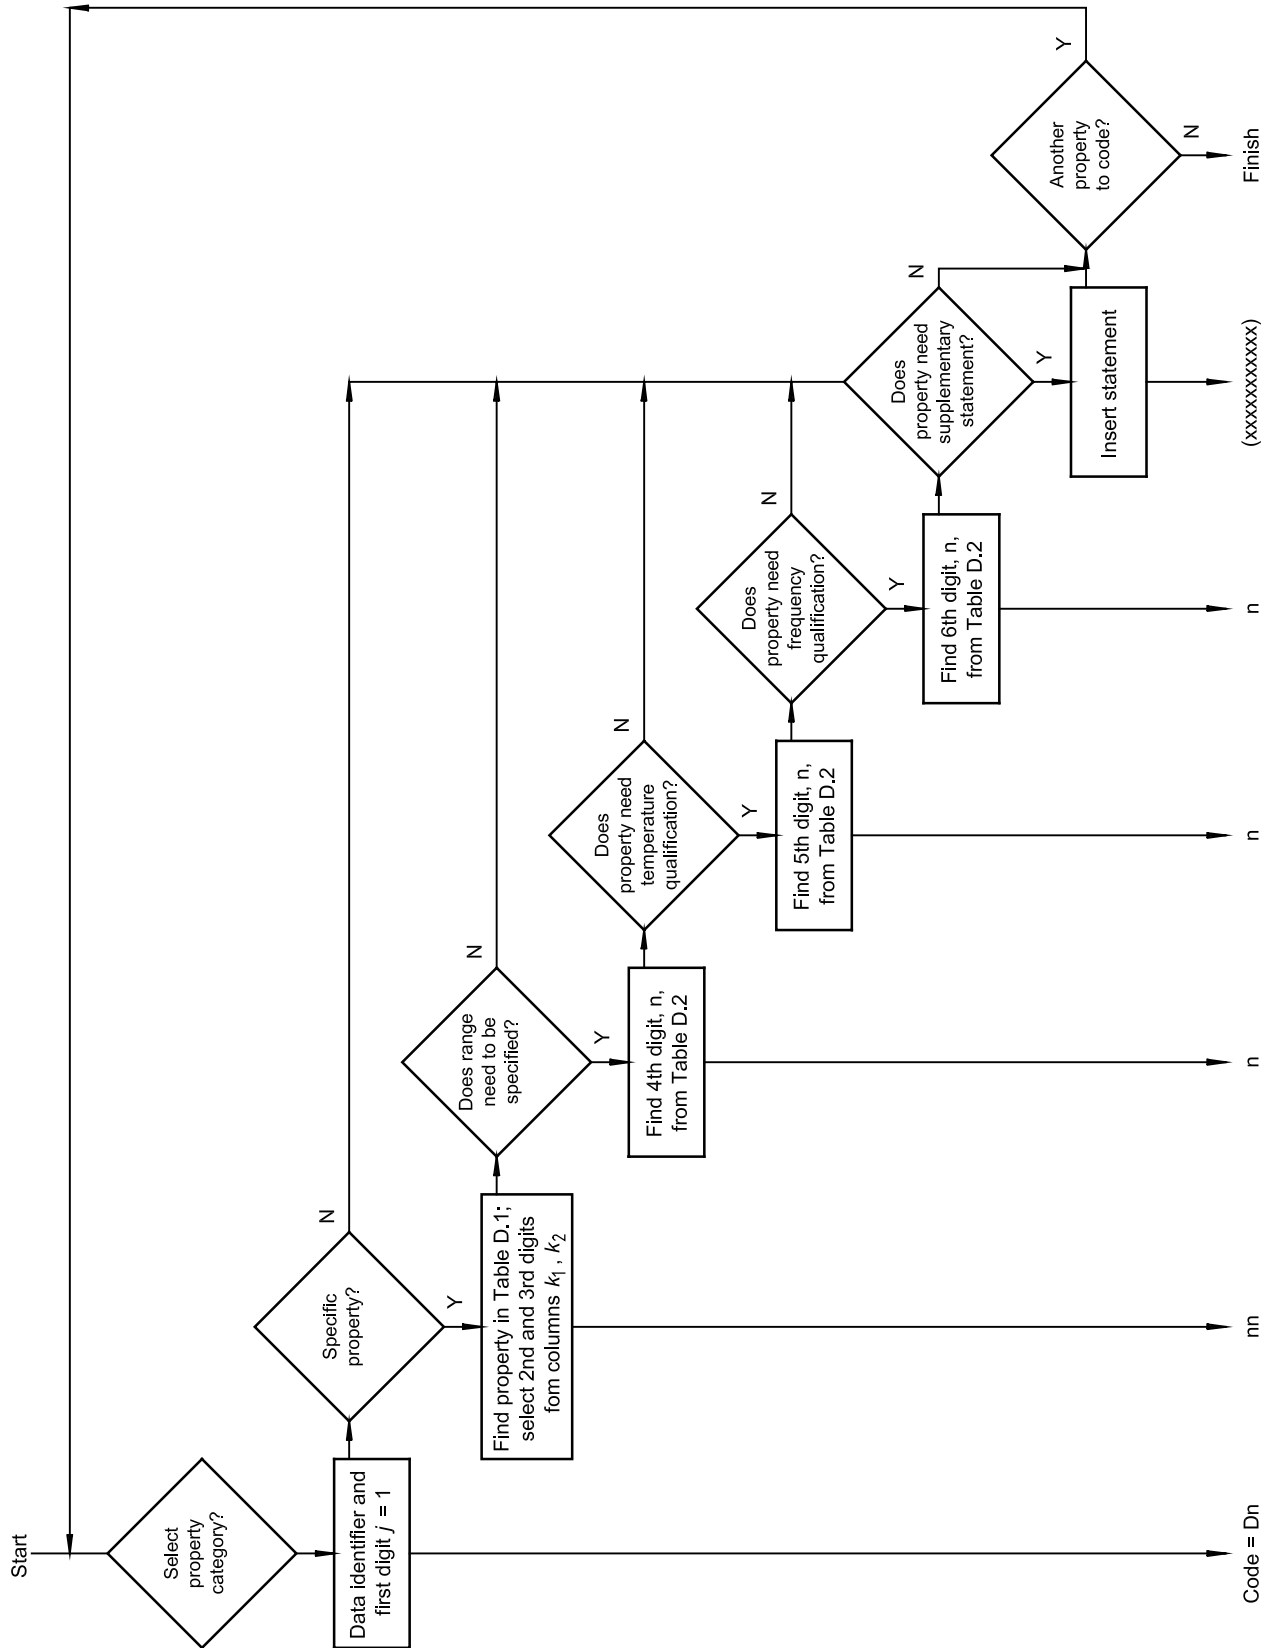 Start
Select
property
category?
Data identifier and
first digit j = 1
Code = Dn
Specific
property?
N
Y
Find property in Table D.1;
select 2nd and 3rd digits
fom columns k1 , k2
nn
Does range
need to be
specified?
N
Y
Find 4th digit, n,
from Table D.2
n
Does
property need
temperature
qualification?
N
Y
Find 5th digit, n,
from Table D.2
n
Does
property need
frequency
qualification?
N
Y
Find 6th digit, n,
from Table D.2
n
Does
property need
supplementary
statement?
N
Y
Insert statement
(xxxxxxxxxx)
Another
property
to code?
Y
N
Finish